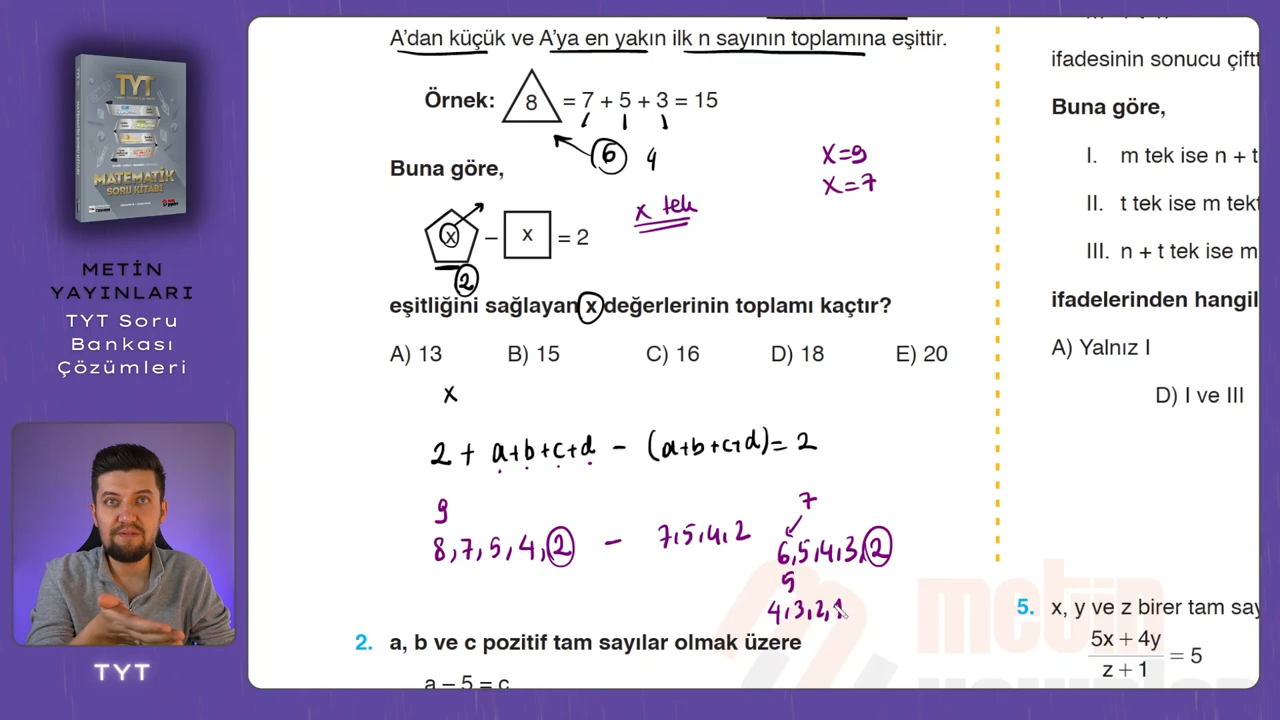 A'dan küçük ve A'ya en yakın ilk n sayının toplamına eşittir.
Örnek: 8 = 7 + 5 + 3 = 15
6 4
Buna göre,
x - x = 2
2
x tek
x=9
x=7
eşitliğini sağlayan x değerlerinin toplamı kaçtır?
A) 13 B) 15 C) 16 D) 18 E) 20
x
2 + a+b+c+d - (a+b+c+d) = 2
9
8,7,5,4,2 - 7,5,4,2
7
6,5,4,3,2
5
4,3,2,1
2. a, b ve c pozitif tam sayılar olmak üzere
a – 5 = c
ifadesinin sonucu çiftt
Buna göre,
I. m tek ise n + t
II. t tek ise m tekt
III. n + t tek ise m
ifadelerinden hangil
A) Yalnız I
D) I ve III
5. x, y ve z birer tam say
5x + 4y
z + 1
= 5
TYT
MATEMATİK
SORU KİTABI
METİN
YAYINLARI
TYT Soru
Bankası
Çözümleri
TYT
metin